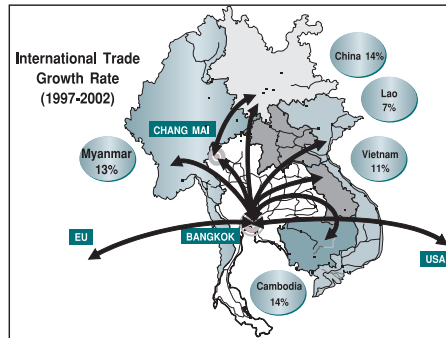 International Trade
Growth Rate
(1997-2002)
China 14%
Lao
7%
CHANG MAI
Myanmar
13%
Vietnam
11%
EU
BANGKOK
USA
Cambodia
14%